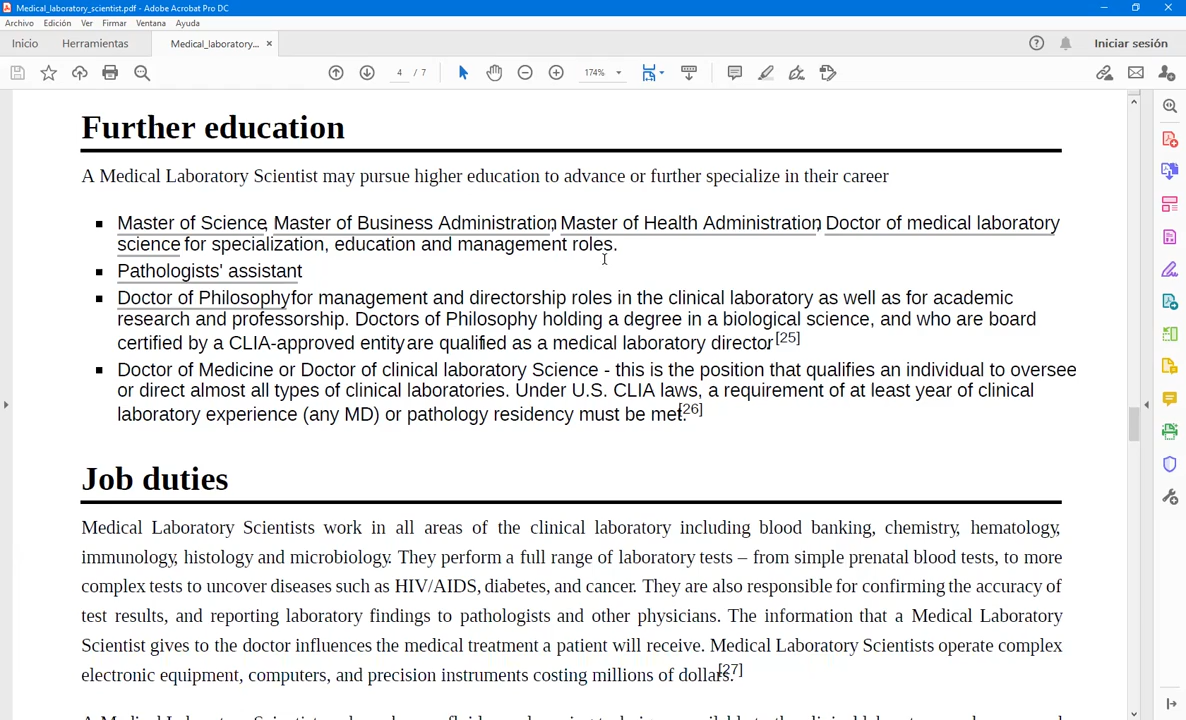 Medical_laboratory_scientist.pdf - Adobe Acrobat Pro DC
Archivo Edición Ver Firmar Ventana Ayuda
Inicio Herramientas Medical_laboratory... × Iniciar sesión
4 / 7 174%
Further education
A Medical Laboratory Scientist may pursue higher education to advance or further specialize in their career
Master of Science, Master of Business Administration, Master of Health Administration, Doctor of medical laboratory
science for specialization, education and management roles.
Pathologists' assistant
Doctor of Philosophy for management and directorship roles in the clinical laboratory as well as for academic
research and professorship. Doctors of Philosophy holding a degree in a biological science, and who are board
certified by a CLIA-approved entity are qualified as a medical laboratory director.[25]
Doctor of Medicine or Doctor of clinical laboratory Science - this is the position that qualifies an individual to oversee
or direct almost all types of clinical laboratories. Under U.S. CLIA laws, a requirement of at least year of clinical
laboratory experience (any MD) or pathology residency must be met.[26]
Job duties
Medical Laboratory Scientists work in all areas of the clinical laboratory including blood banking, chemistry, hematology,
immunology, histology and microbiology. They perform a full range of laboratory tests – from simple prenatal blood tests, to more
complex tests to uncover diseases such as HIV/AIDS, diabetes, and cancer. They are also responsible for confirming the accuracy of
test results, and reporting laboratory findings to pathologists and other physicians. The information that a Medical Laboratory
Scientist gives to the doctor influences the medical treatment a patient will receive. Medical Laboratory Scientists operate complex
electronic equipment, computers, and precision instruments costing millions of dollars.[27]